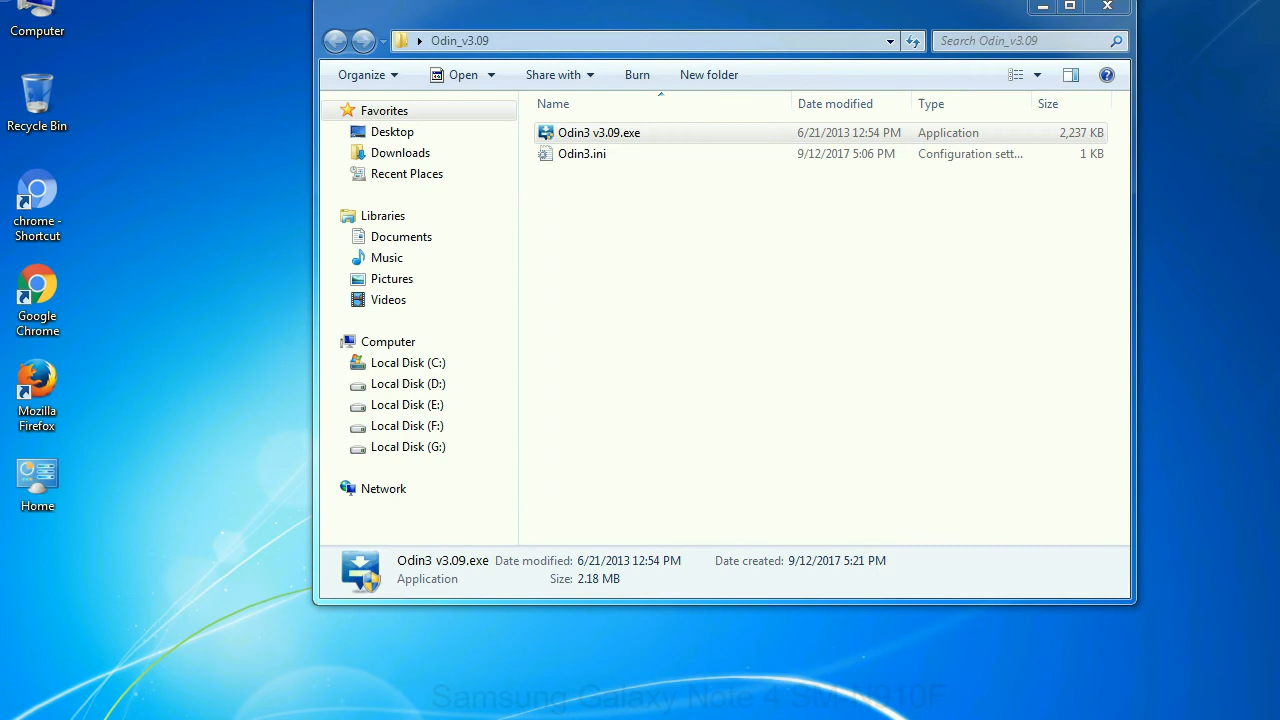 Computer
Recycle Bin
chrome -
Shortcut
Google
Chrome
Mozilla
Firefox
Home
Odin_v3.09
Search Odin_v3.09
Organize
Open
Share with
Burn
New folder
Favorites
Desktop
Downloads
Recent Places
Libraries
Documents
Music
Pictures
Videos
Computer
Local Disk (C:)
Local Disk (D:)
Local Disk (E:)
Local Disk (F:)
Local Disk (G:)
Network
Name Date modified Type Size
Odin3 v3.09.exe 6/21/2013 12:54 PM Application 2,237 KB
Odin3.ini 9/12/2017 5:06 PM Configuration sett... 1 KB
Odin3 v3.09.exe Date modified: 6/21/2013 12:54 PM Date created: 9/12/2017 5:21 PM
Application Size: 2.18 MB
Samsung Galaxy Note 4 SM-N910F